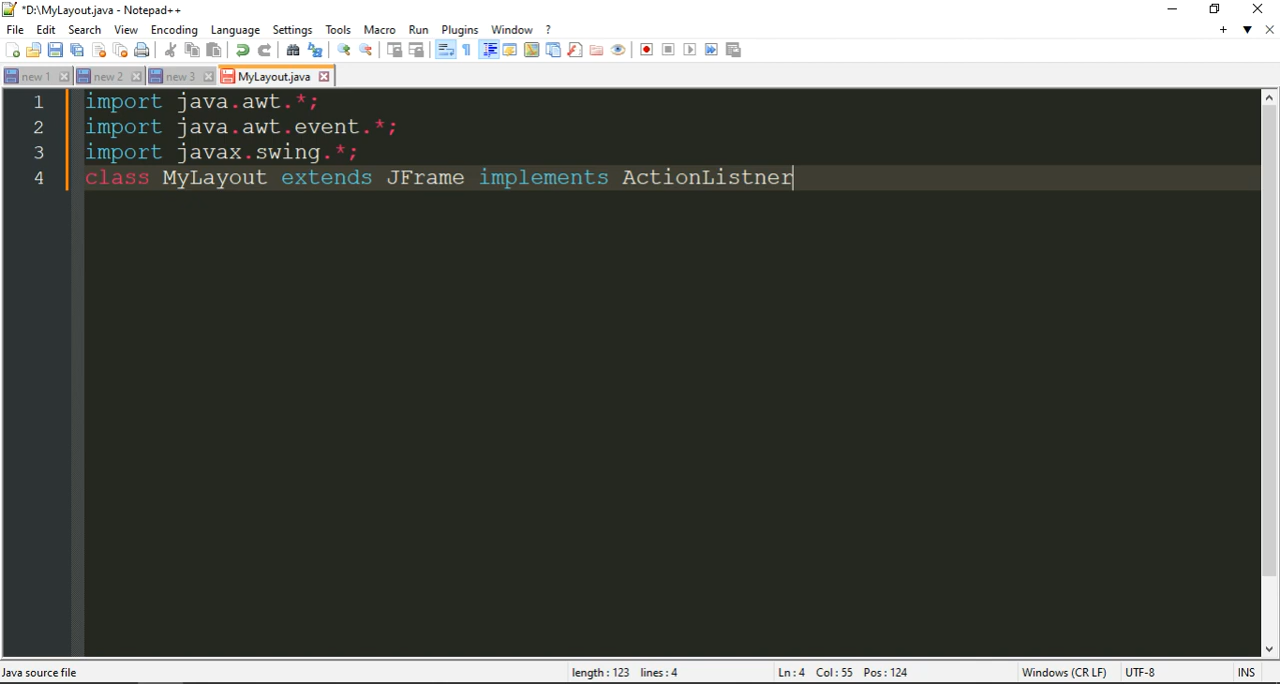 *D:\MyLayout.java - Notepad++
File Edit Search View Encoding Language Settings Tools Macro Run Plugins Window ?
new 1 new 2 new 3 MyLayout.java
1 import java.awt.*;
2 import java.awt.event.*;
3 import javax.swing.*;
4 class MyLayout extends JFrame implements ActionListner
Java source file length : 123 lines : 4 Ln : 4 Col : 55 Pos : 124 Windows (CR LF) UTF-8 INS